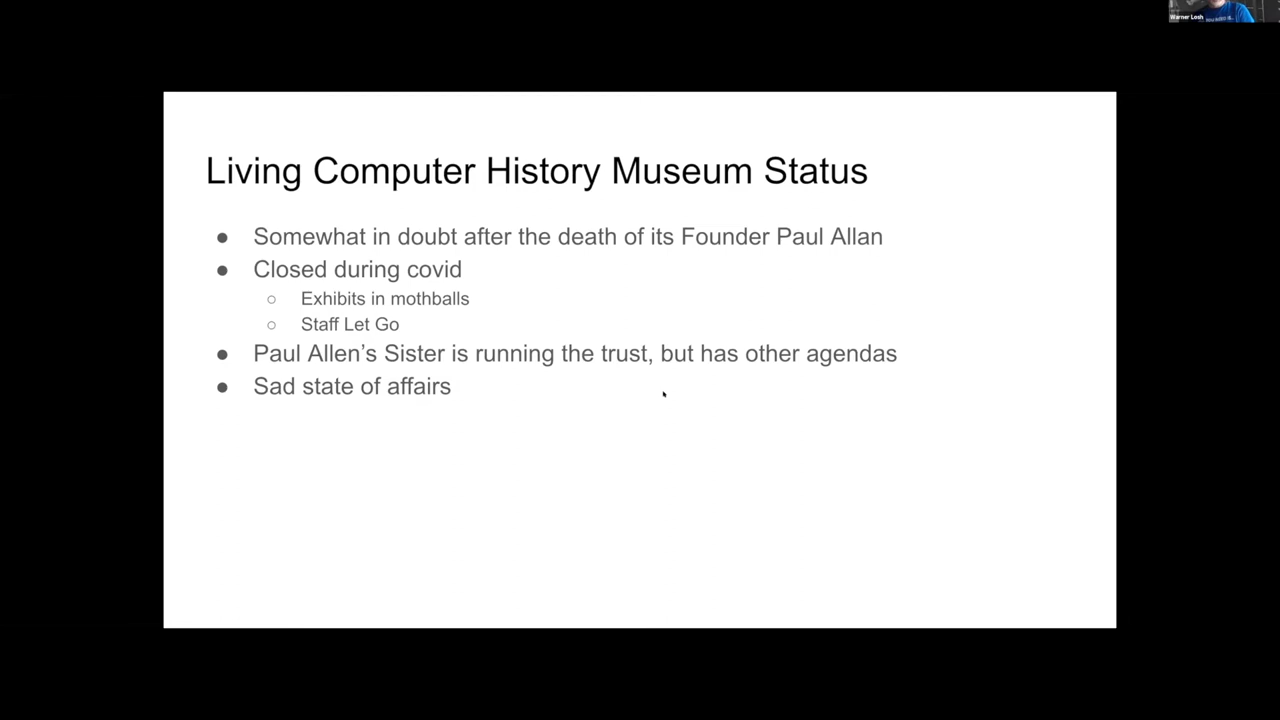 Warner Losh
Living Computer History Museum Status
● Somewhat in doubt after the death of its Founder Paul Allan
● Closed during covid
○ Exhibits in mothballs
○ Staff Let Go
● Paul Allen’s Sister is running the trust, but has other agendas
● Sad state of affairs